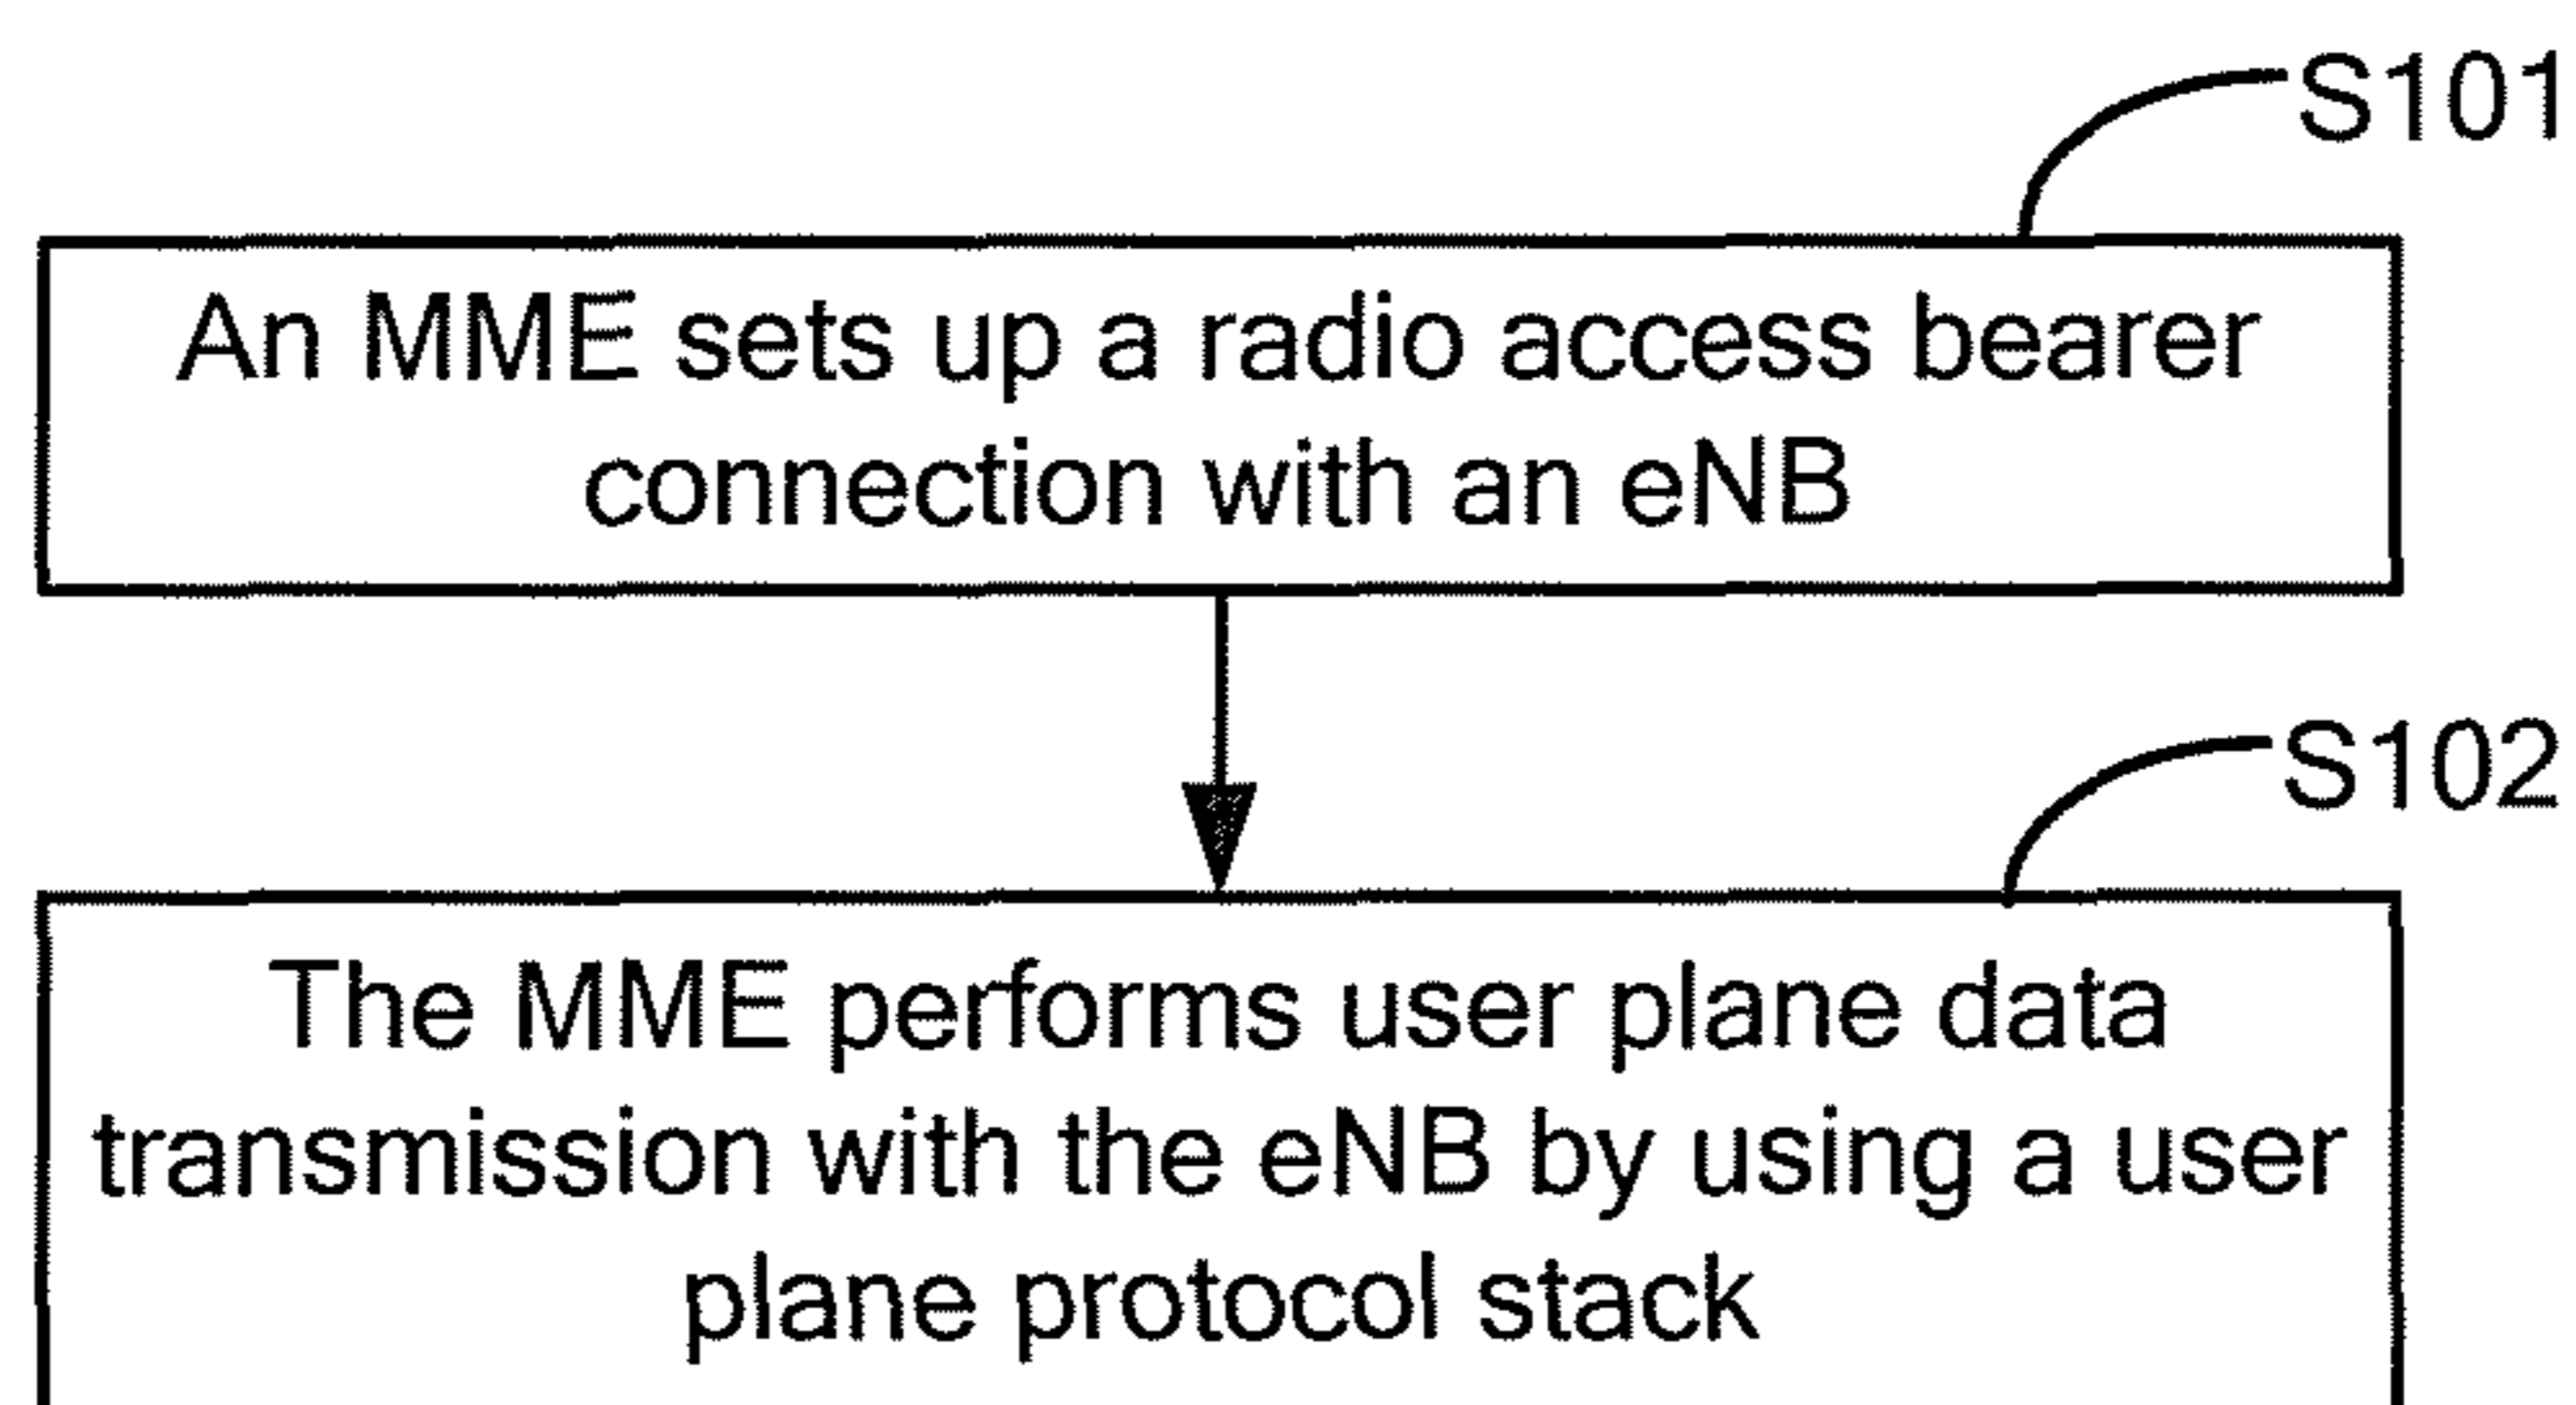 S101
An MME sets up a radio access bearer
connection with an eNB
S102
The MME performs user plane data
transmission with the eNB by using a user
plane protocol stack